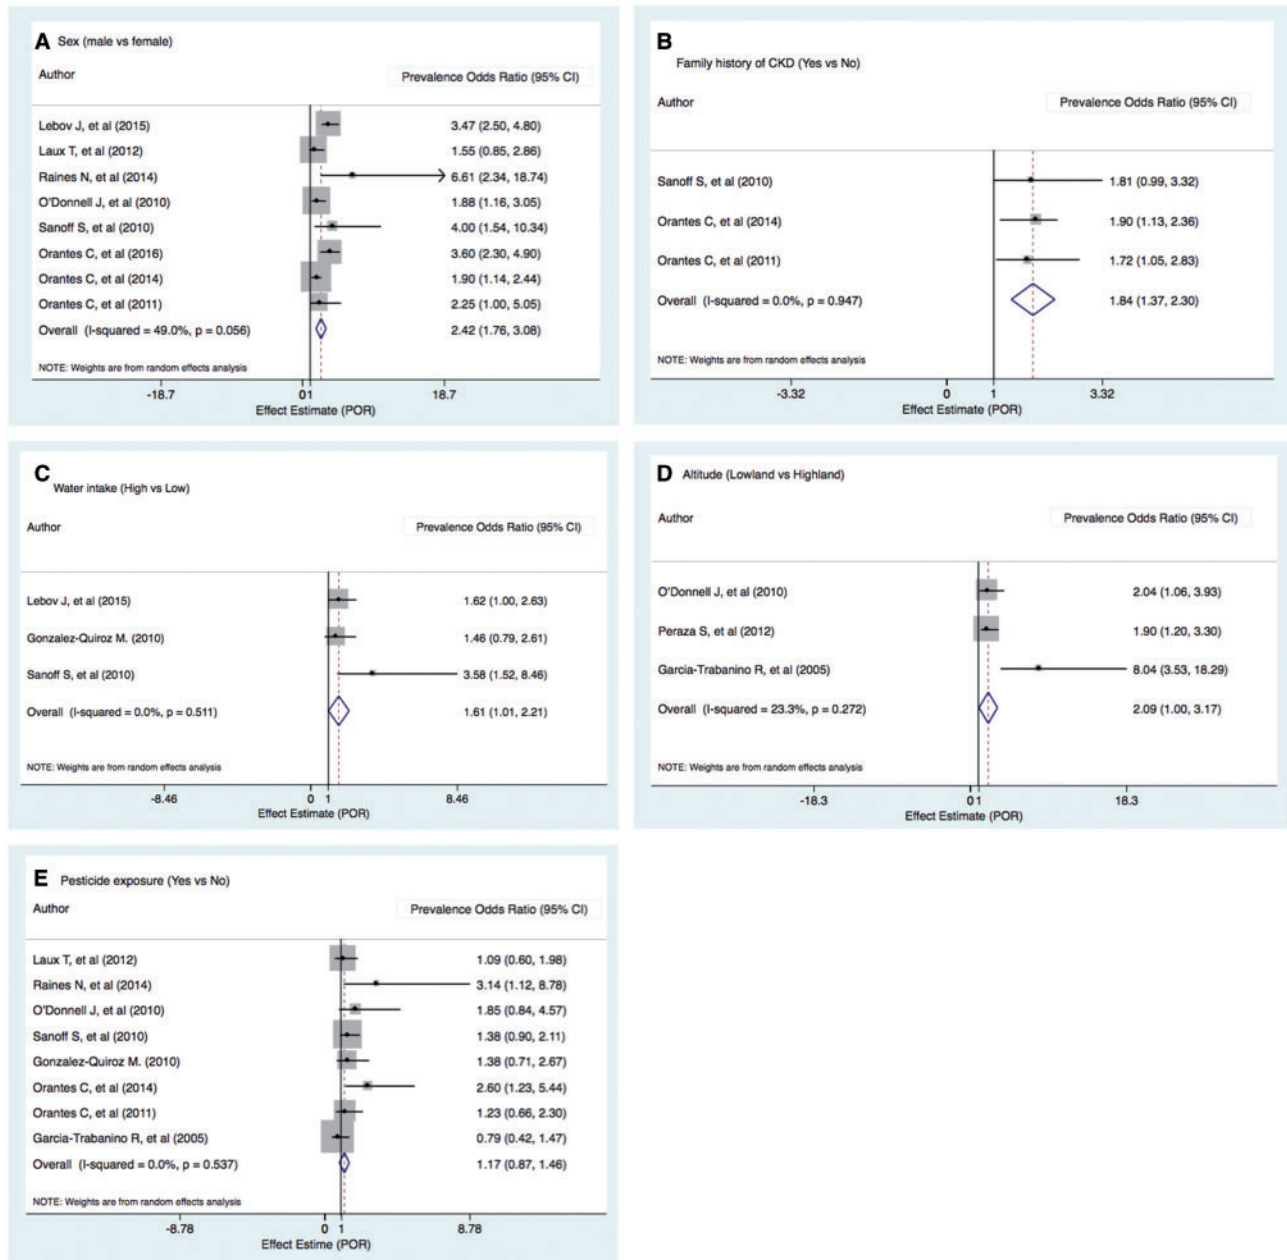 A Sex (male vs female)
Author Prevalence Odds Ratio (95% CI)
Lebov J, et al (2015) 3.47 (2.50, 4.80)
Laux T, et al (2012) 1.55 (0.85, 2.86)
Raines N, et al (2014) 6.61 (2.34, 18.74)
O'Donnell J, et al (2010) 1.88 (1.16, 3.05)
Sanoff S, et al (2010) 4.00 (1.54, 10.34)
Orantes C, et al (2016) 3.60 (2.30, 4.90)
Orantes C, et al (2014) 1.90 (1.14, 2.44)
Orantes C, et al (2011) 2.25 (1.00, 5.05)
Overall (I-squared = 49.0%, p = 0.056) 2.42 (1.76, 3.08)
NOTE: Weights are from random effects analysis
-18.7 0 1 18.7
Effect Estimate (POR)
B Family history of CKD (Yes vs No)
Author Prevalence Odds Ratio (95% CI)
Sanoff S, et al (2010) 1.81 (0.99, 3.32)
Orantes C, et al (2014) 1.90 (1.13, 2.36)
Orantes C, et al (2011) 1.72 (1.05, 2.83)
Overall (I-squared = 0.0%, p = 0.947) 1.84 (1.37, 2.30)
NOTE: Weights are from random effects analysis
-3.32 0 1 3.32
Effect Estimate (POR)
C Water intake (High vs Low)
Author Prevalence Odds Ratio (95% CI)
Lebov J, et al (2015) 1.62 (1.00, 2.63)
Gonzalez-Quiroz M. (2010) 1.46 (0.79, 2.61)
Sanoff S, et al (2010) 3.58 (1.52, 8.46)
Overall (I-squared = 0.0%, p = 0.511) 1.61 (1.01, 2.21)
NOTE: Weights are from random effects analysis
-8.46 0 1 8.46
Effect Estimate (POR)
D Altitude (Lowland vs Highland)
Author Prevalence Odds Ratio (95% CI)
O'Donnell J, et al (2010) 2.04 (1.06, 3.93)
Peraza S, et al (2012) 1.90 (1.20, 3.30)
Garcia-Trabanino R, et al (2005) 8.04 (3.53, 18.29)
Overall (I-squared = 23.3%, p = 0.272) 2.09 (1.00, 3.17)
NOTE: Weights are from random effects analysis
-18.3 0 1 18.3
Effect Estimate (POR)
E Pesticide exposure (Yes vs No)
Author Prevalence Odds Ratio (95% CI)
Laux T, et al (2012) 1.09 (0.60, 1.98)
Raines N, et al (2014) 3.14 (1.12, 8.78)
O'Donnell J, et al (2010) 1.85 (0.84, 4.57)
Sanoff S, et al (2010) 1.38 (0.90, 2.11)
Gonzalez-Quiroz M. (2010) 1.38 (0.71, 2.67)
Orantes C, et al (2014) 2.60 (1.23, 5.44)
Orantes C, et al (2011) 1.23 (0.66, 2.30)
Garcia-Trabanino R, et al (2005) 0.79 (0.42, 1.47)
Overall (I-squared = 0.0%, p = 0.537) 1.17 (0.87, 1.46)
NOTE: Weights are from random effects analysis
-8.78 0 1 8.78
Effect Estime (POR)